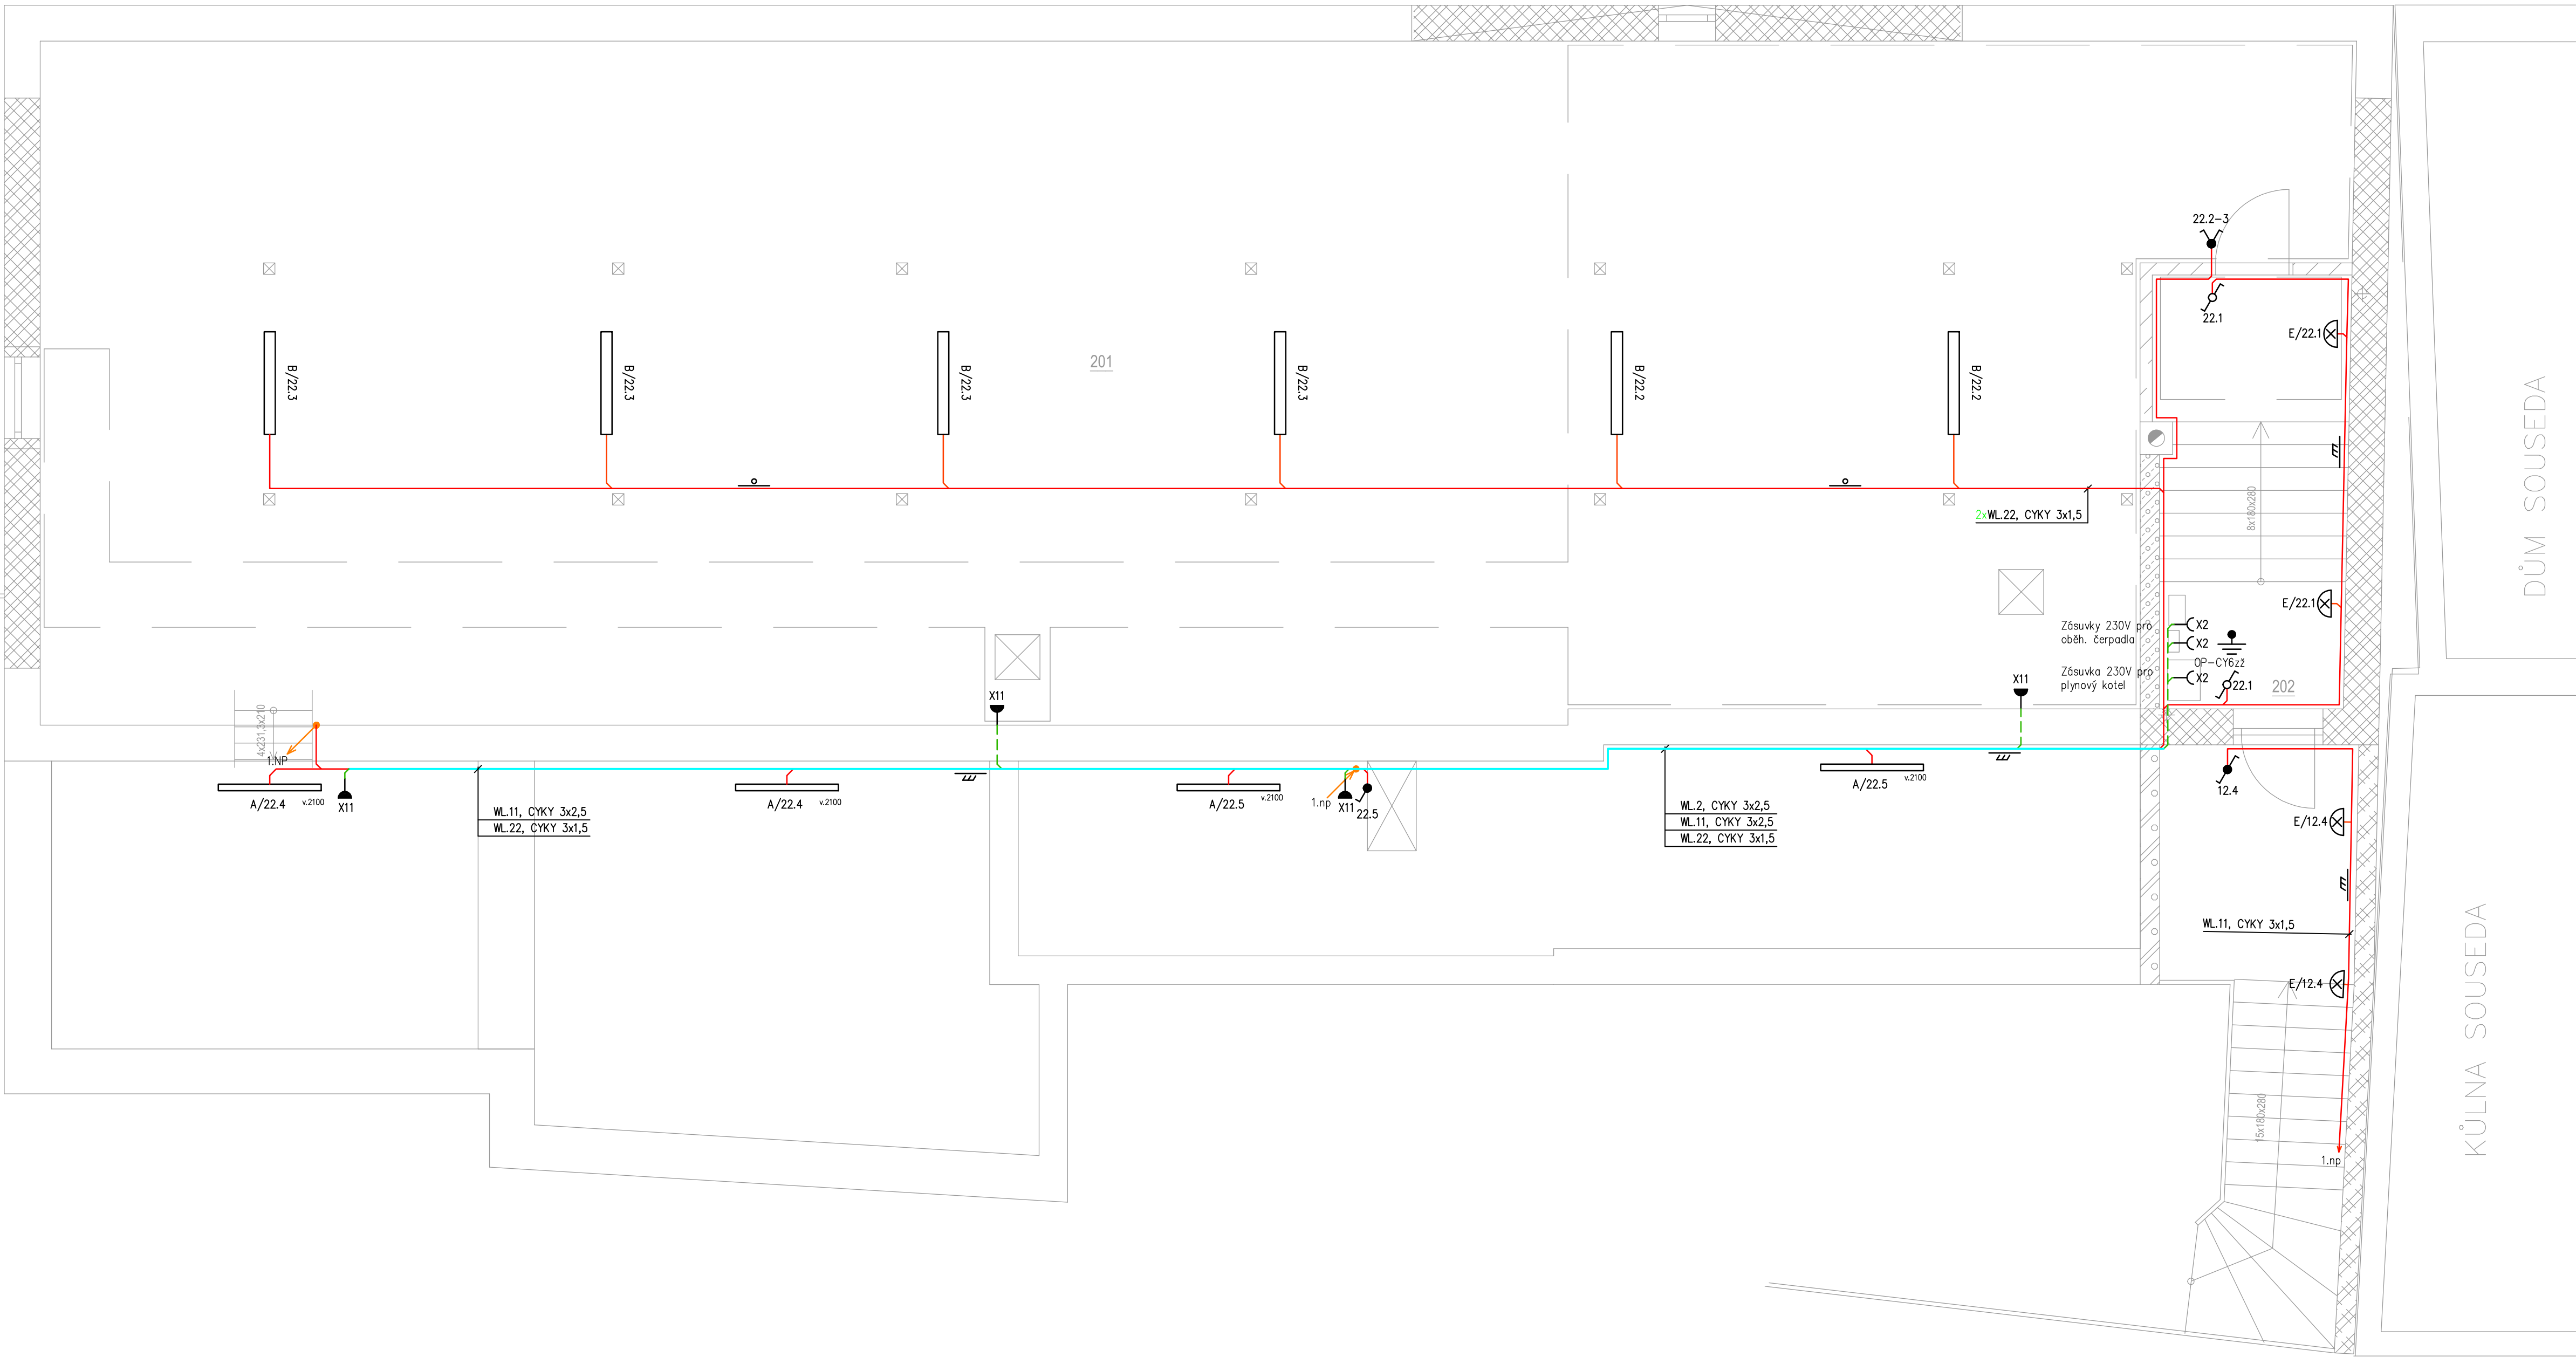 22.2-3
22.1
E/22.1
DŮM SOUSEDA
201
B/22.3
B/22.3
B/22.3
B/22.3
B/22.2
B/22.2
8x180x280
2xWL.22, CYKY 3x1,5
E/22.1
Zásuvky 230V pro
oběh. čerpadla
X2
X2
OP-CY6zž
Zásuvka 230V pro
plynový kotel
X2
22.1
202
X11
X11
4x231,3x210
1.NP
A/22.4
v.2100
X11
A/22.4
v.2100
A/22.5
v.2100
1.np
X11
22.5
A/22.5
v.2100
12.4
WL.11, CYKY 3x2,5
WL.22, CYKY 3x1,5
WL.2, CYKY 3x2,5
WL.11, CYKY 3x2,5
WL.22, CYKY 3x1,5
E/12.4
WL.11, CYKY 3x1,5
E/12.4
KŮLNA SOUSEDA
15x180x280
1.np